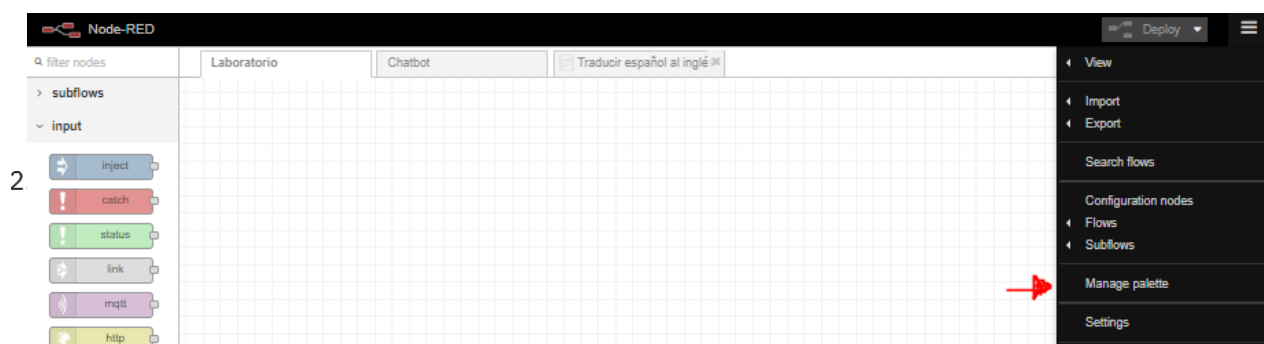 Node-RED
Deploy
filter nodes
Laboratorio
Chatbot
Traducir español al inglé
View
subflows
Import
input
Export
inject
Search flows
2.
catch
Configuration nodes
status
Flows
Subflows
link
Manage palette
mqtt
Settings
http